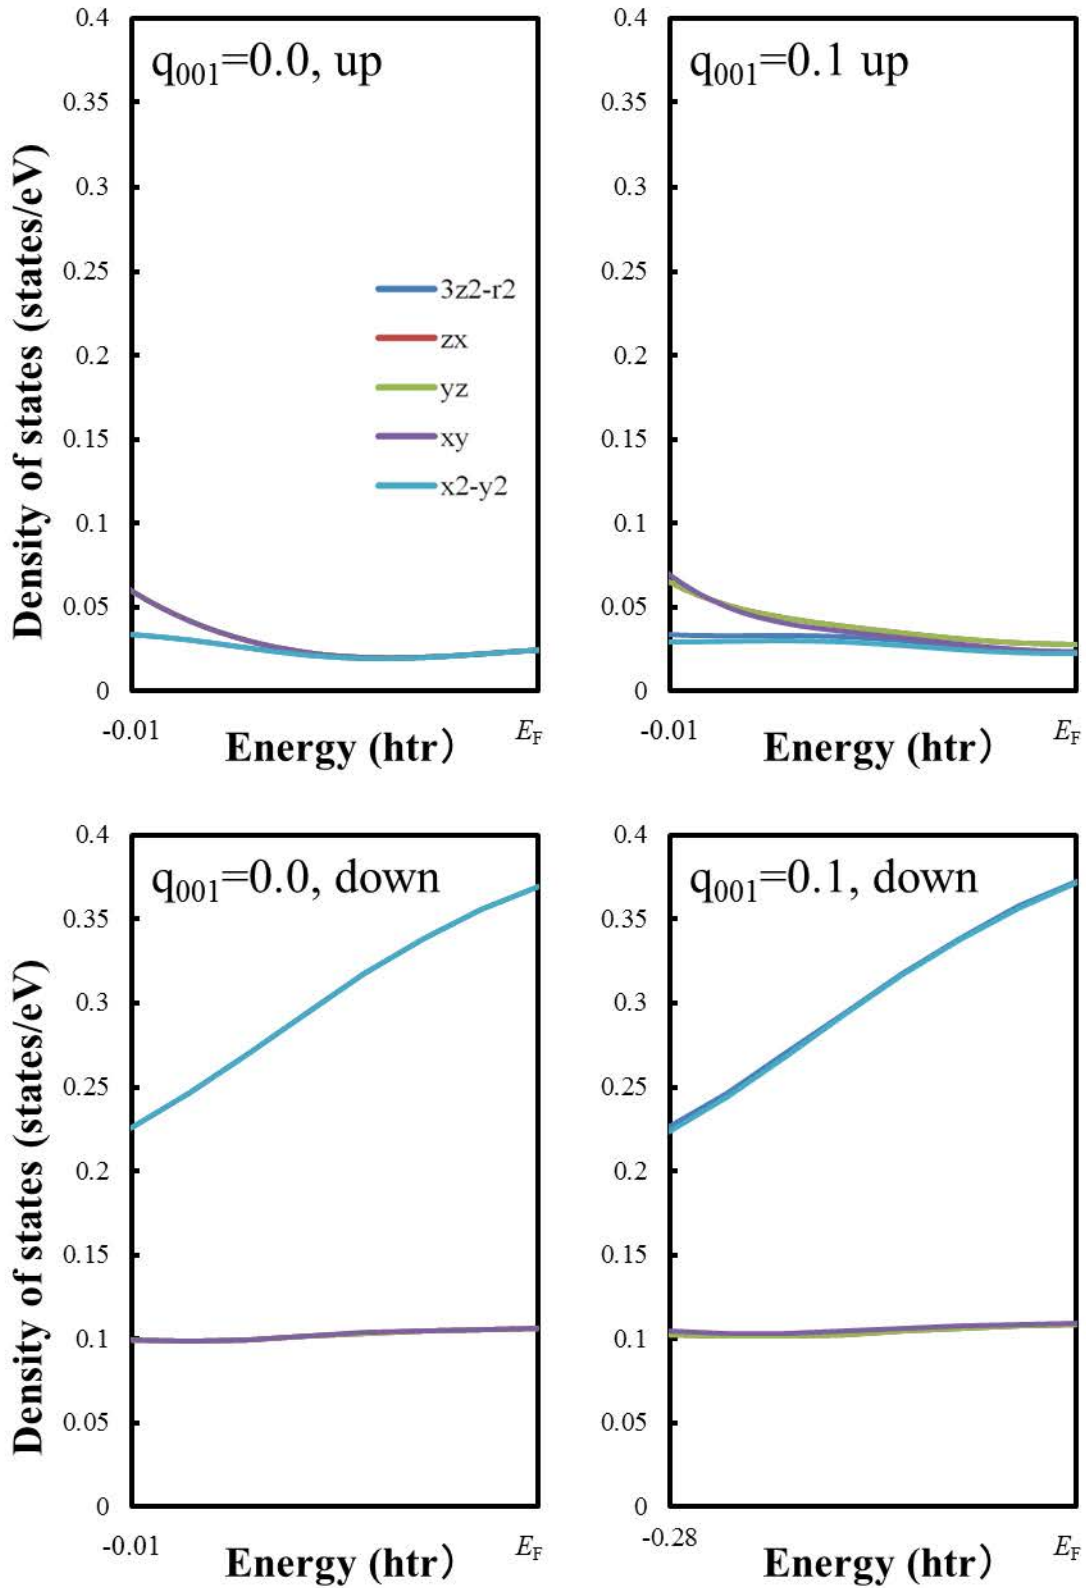 q001=0.0, up
0.4
0.35
0.3
0.25
0.2
0.15
0.1
0.05
0
Density of states (states/eV)
3z2-r2
zx
yz
xy
x2-y2
-0.01
Energy (htr)
EF
q001=0.1 up
0.4
0.35
0.3
0.25
0.2
0.15
0.1
0.05
0
-0.01
Energy (htr)
EF
q001=0.0, down
0.4
0.35
0.3
0.25
0.2
0.15
0.1
0.05
0
Density of states (states/eV)
-0.01
Energy (htr)
EF
q001=0.1, down
0.4
0.35
0.3
0.25
0.2
0.15
0.1
0.05
0
-0.28
Energy (htr)
EF